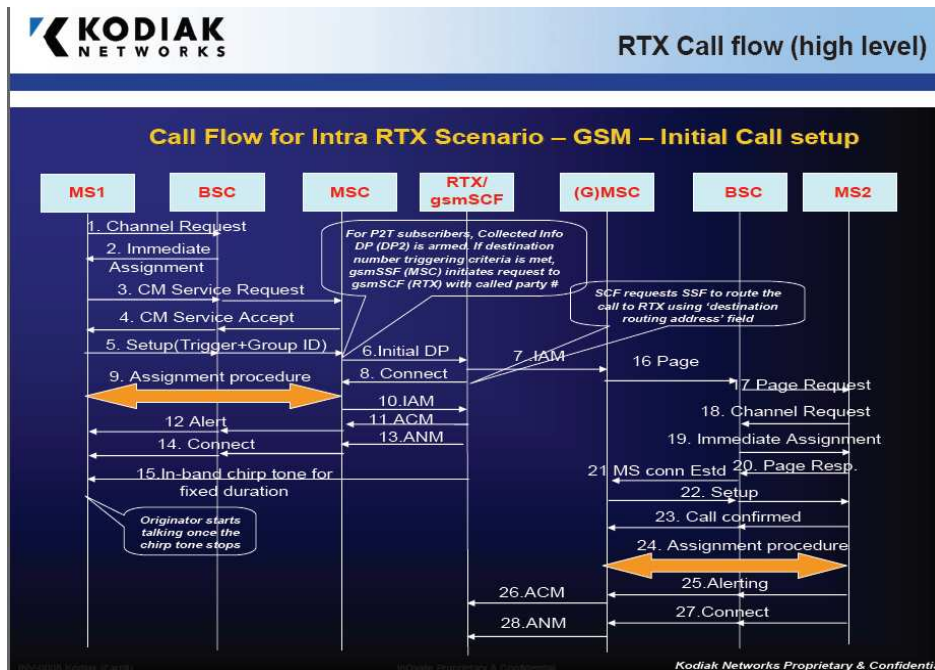 KODIAK
NETWORKS
RTX Call flow (high level)
Call Flow for Intra RTX Scenario – GSM – Initial Call setup
MS1
BSC
MSC
RTX/
gsmSCF
(G)MSC
BSC
MS2
1. Channel Request
2. Immediate
Assignment
3. CM Service Request
4. CM Service Accept
5. Setup(Trigger+Group ID)
For P2T subscribers, Collected Info
DP (DP2) is armed. If destination
number triggering criteria is met,
gsmSSF (MSC) initiates request to
gsmSCF (RTX) with called party #
SCF requests SSF to route the
call to RTX using 'destination
routing address' field
6.Initial DP
7. IAM
8. Connect
9. Assignment procedure
10.IAM
11.ACM
12 Alert
13.ANM
14. Connect
15.In-band chirp tone for
fixed duration
Originator starts
talking once the
chirp tone stops
16 Page
17 Page Request
18. Channel Request
19. Immediate Assignment
20. Page Resp.
21 MS conn Estd
22. Setup
23. Call confirmed
24. Assignment procedure
25.Alerting
26.ACM
27.Connect
28.ANM
Kodiak Networks Proprietary & Confidenti